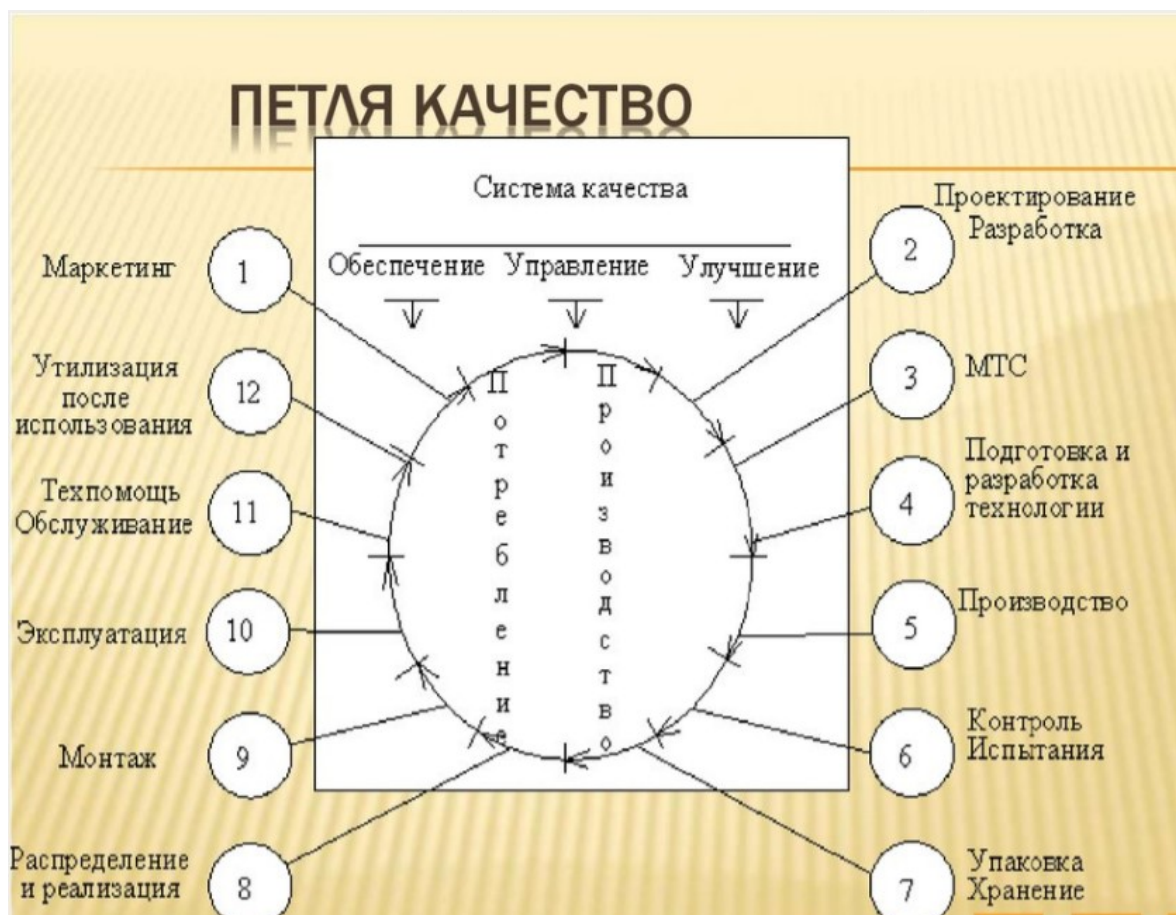 ПЕТЛЯ КАЧЕСТВО
Система качества
Обеспечение Управление Улучшение
Потребление
Производство
1
Маркетинг
2
Проектирование
Разработка
3
МТС
4
Подготовка и
разработка
технологии
5
Производство
6
Контроль
Испытания
7
Упаковка
Хранение
8
Распределение
и реализация
9
Монтаж
10
Эксплуатация
11
Техпомощь
Обслуживание
12
Утилизация
после
использования